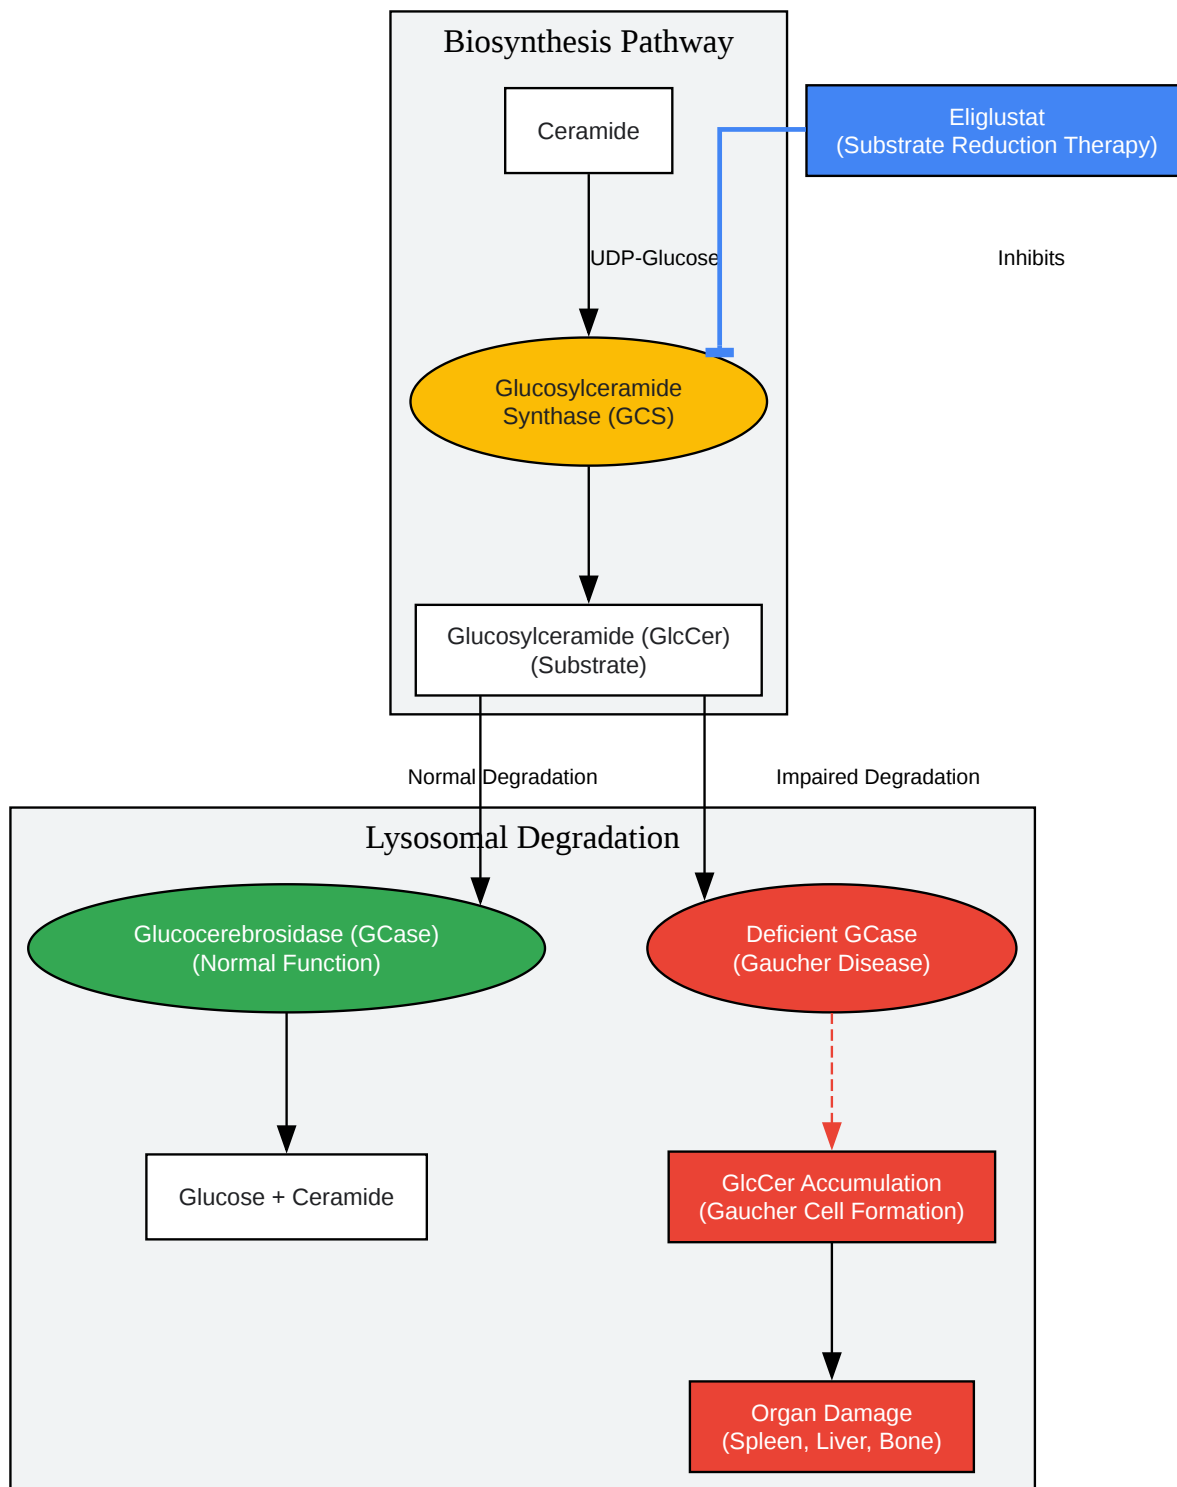 Biosynthesis Pathway
Ceramide
Eliglustat
(Substrate Reduction Therapy)
UDP-Glucose
Inhibits
Glucosylceramide
Synthase (GCS)
Glucosylceramide (GlcCer)
(Substrate)
Normal Degradation
Impaired Degradation
Lysosomal Degradation
Glucocerebrosidase (GCase)
(Normal Function)
Deficient GCase
(Gaucher Disease)
Glucose + Ceramide
GlcCer Accumulation
(Gaucher Cell Formation)
Organ Damage
(Spleen, Liver, Bone)